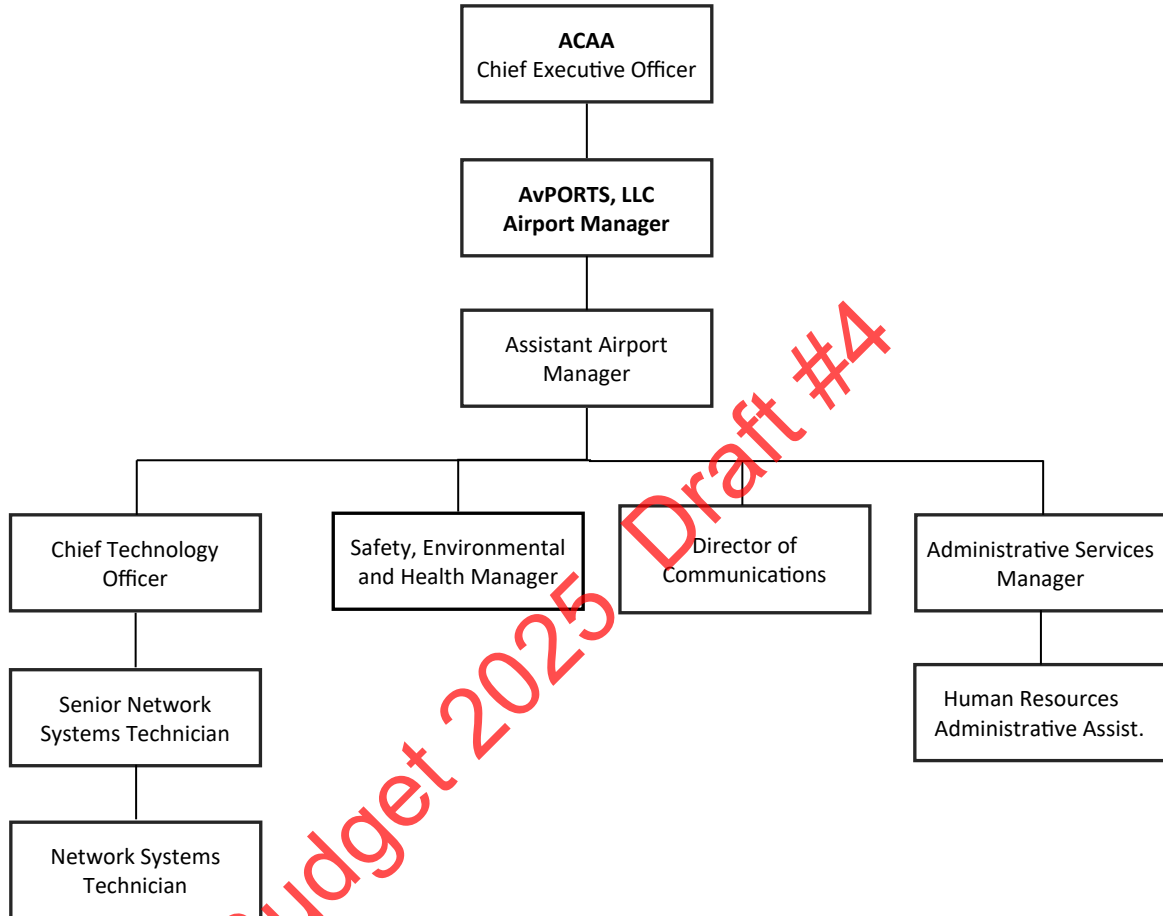 ACAA
Chief Executive Officer
AvPORTS, LLC
Airport Manager
Assistant Airport
Manager
Chief Technology
Officer
Safety, Environmental
and Health Manager
Director of
Communications
Administrative Services
Manager
Senior Network
Systems Technician
Human Resources
Administrative Assist.
Network Systems
Technician
Budget 2025 Draft #4